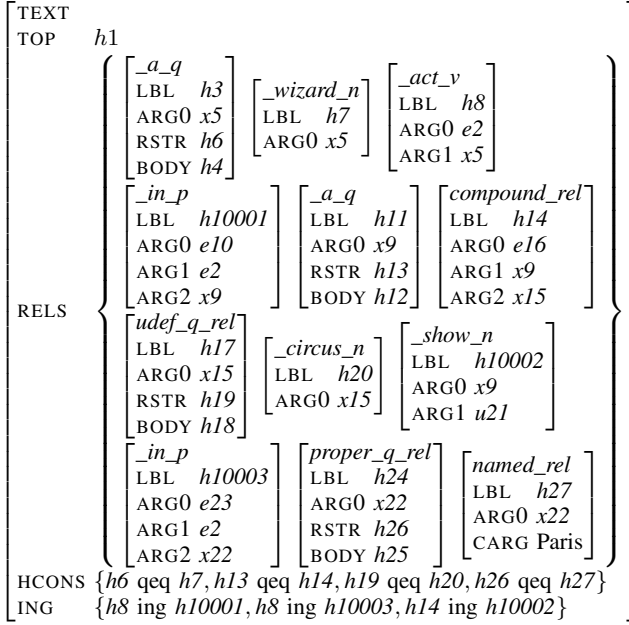 TEXT
TOP h1
RELS
_a_q
LBL h3
ARG0 x5
RSTR h6
BODY h4
_wizard_n
LBL h7
ARG0 x5
_act_v
LBL h8
ARG0 e2
ARG1 x5
_in_p
LBL h10001
ARG0 e10
ARG1 e2
ARG2 x9
_a_q
LBL h11
ARG0 x9
RSTR h13
BODY h12
compound_rel
LBL h14
ARG0 e16
ARG1 x9
ARG2 x15
udef_q_rel
LBL h17
ARG0 x15
RSTR h19
BODY h18
_circus_n
LBL h20
ARG0 x15
_show_n
LBL h10002
ARG0 x9
ARG1 u21
_in_p
LBL h10003
ARG0 e23
ARG1 e2
ARG2 x22
proper_q_rel
LBL h24
ARG0 x22
RSTR h26
BODY h25
named_rel
LBL h27
ARG0 x22
CARG Paris
HCONS {h6 qeq h7, h13 qeq h14, h19 qeq h20, h26 qeq h27}
ING {h8 ing h10001, h8 ing h10003, h14 ing h10002}